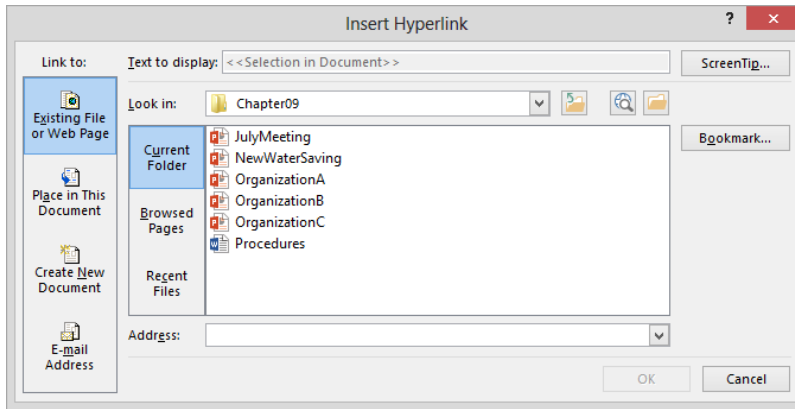 Insert Hyperlink
? ×
Link to:
Text to display: <<Selection in Document>>
ScreenTip...
Existing File
or Web Page
Look in: Chapter09
Bookmark...
Current
Folder
JulyMeeting
NewWaterSaving
OrganizationA
OrganizationB
OrganizationC
Procedures
Place in This
Document
Browsed
Pages
Create New
Document
Recent
Files
Address:
E-mail
Address
OK
Cancel